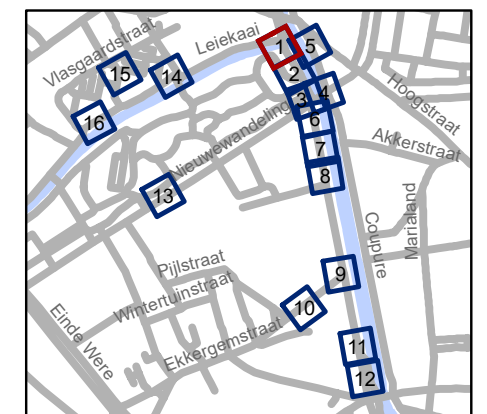 Vlasgaardstraat
Leiekaai
1
5
2
15
14
3
4
Hoogstraat
16
6
Nieuwewandeling
Akkerstraat
7
8
13
Marialand
Coupure
Pijlstraat
9
Wintertuinstraat
10
Einde Were
Ekkergemstraat
11
12